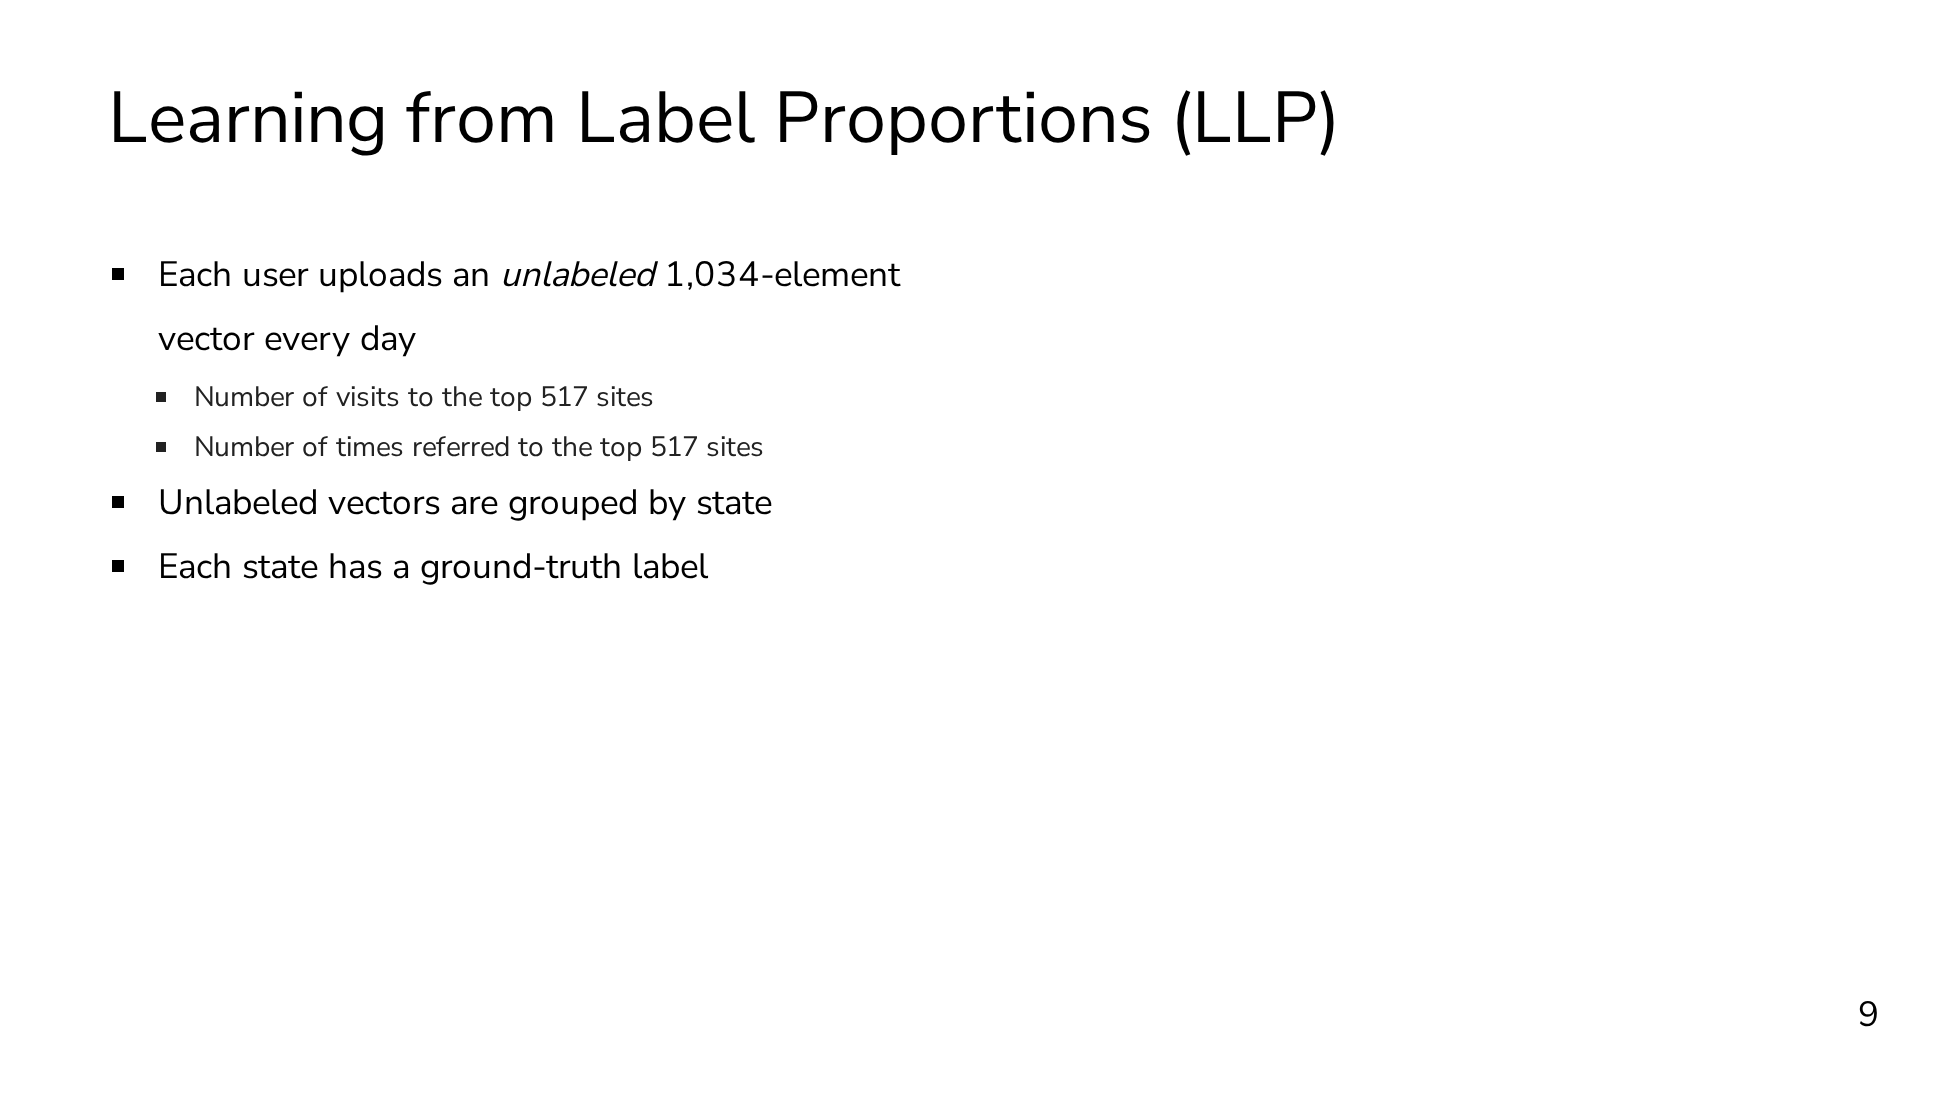 Learning from Label Proportions (LLP)
▪ Each user uploads an unlabeled 1,034-element
vector every day
▪ Number of visits to the top 517 sites
▪ Number of times referred to the top 517 sites
▪ Unlabeled vectors are grouped by state
▪ Each state has a ground-truth label
9